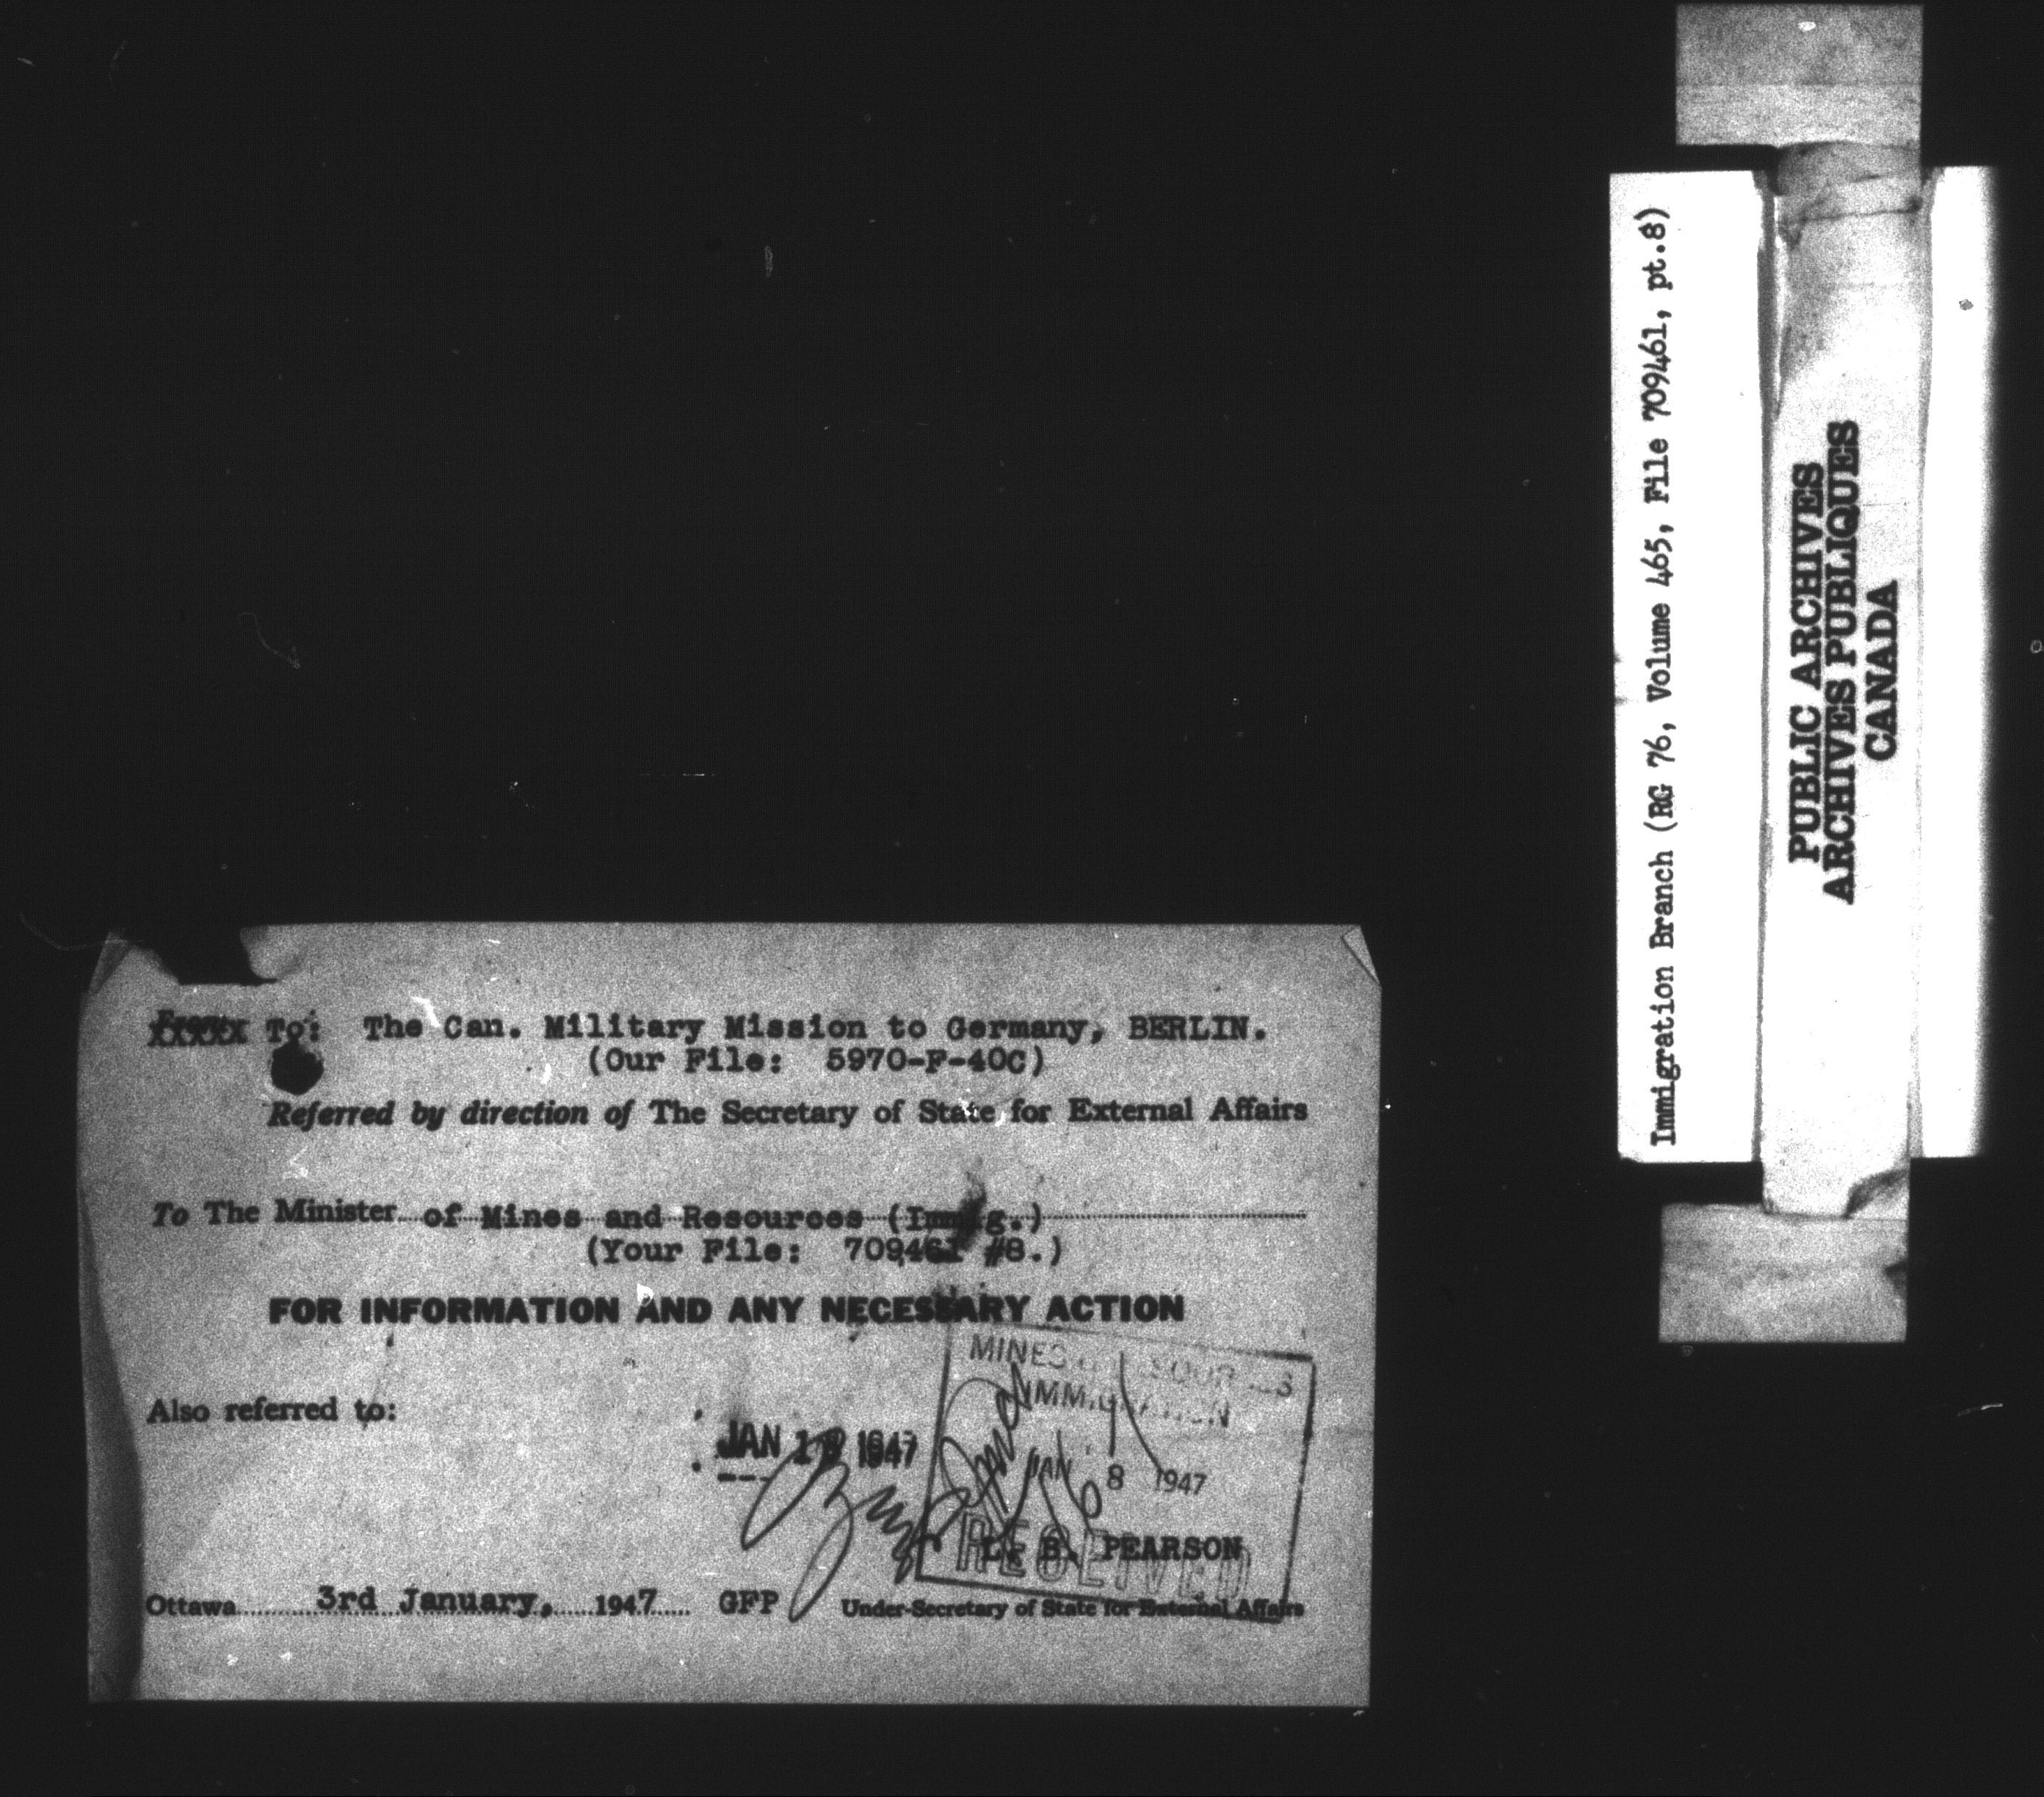 To: The Can. Military Mission to Germany, BERLIN.
(Our File: 5970-F-40C)
Referred by direction of The Secretary of State for External Affairs
To The Minister of Mines and Resources (Immig.)
(Your File: 709461 #8.)
FOR INFORMATION AND ANY NECESSARY ACTION
Also referred to:
JAN 1947
MINES
IMMIGRATION
JAN 8 1947
RECEIVED
L. B. PEARSON
Ottawa 3rd January, 1947 GFP Under-Secretary of State for External Affairs
Immigration Branch (RG 76, Volume 465, File 709461, pt.8)
PUBLIC ARCHIVES
ARCHIVES PUBLIQUES
CANADA